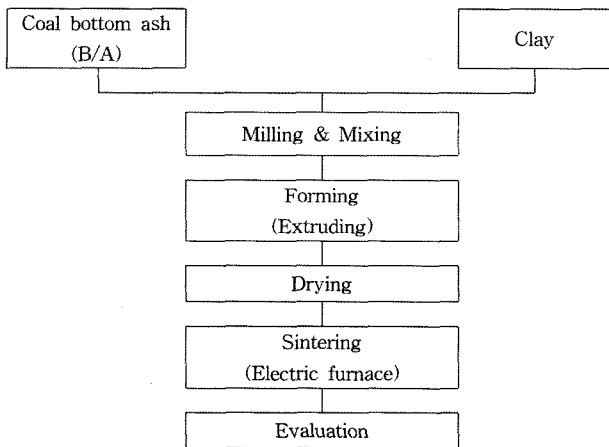 Coal bottom ash
(B/A)
Clay
Milling & Mixing
Forming
(Extruding)
Drying
Sintering
(Electric furnace)
Evaluation